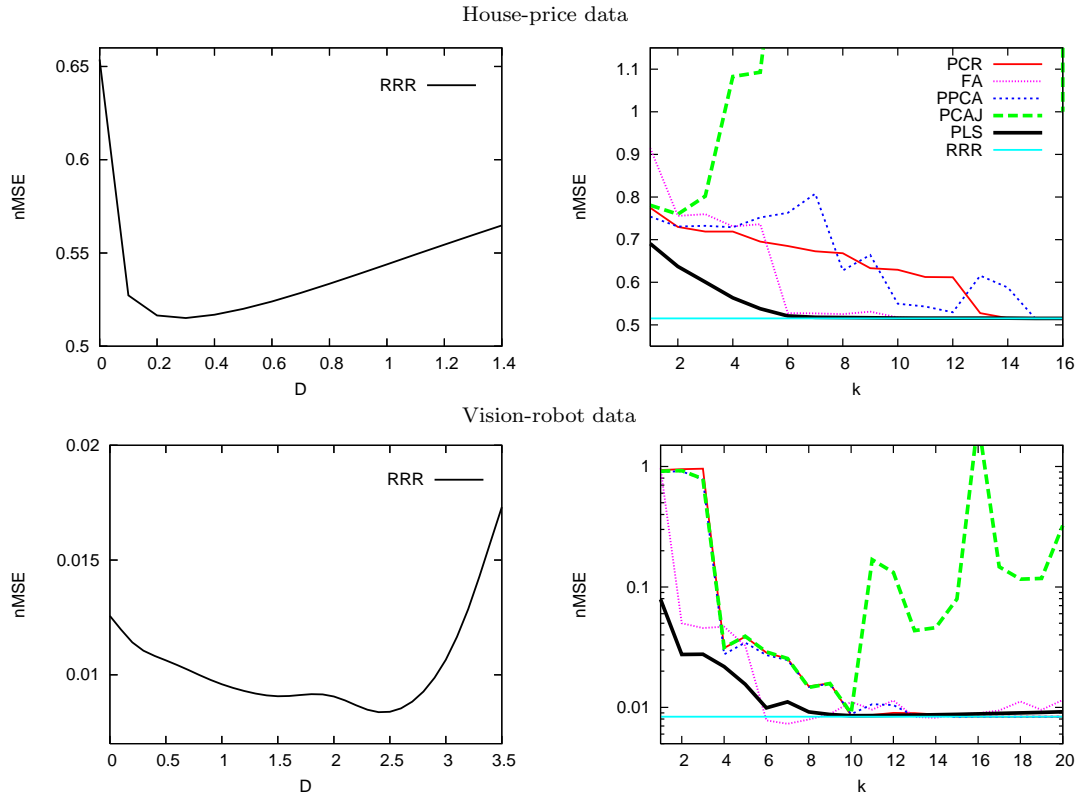 House-price data
nMSE
0.65
0.6
0.55
0.5
0 0.2 0.4 0.6 0.8 1 1.2 1.4
D
RRR
nMSE
1.1
1
0.9
0.8
0.7
0.6
0.5
2 4 6 8 10 12 14 16
k
PCR
FA
PPCA
PCAJ
PLS
RRR
Vision-robot data
nMSE
0.02
0.015
0.01
0 0.5 1 1.5 2 2.5 3 3.5
D
RRR
nMSE
1
0.1
0.01
2 4 6 8 10 12 14 16 18 20
k